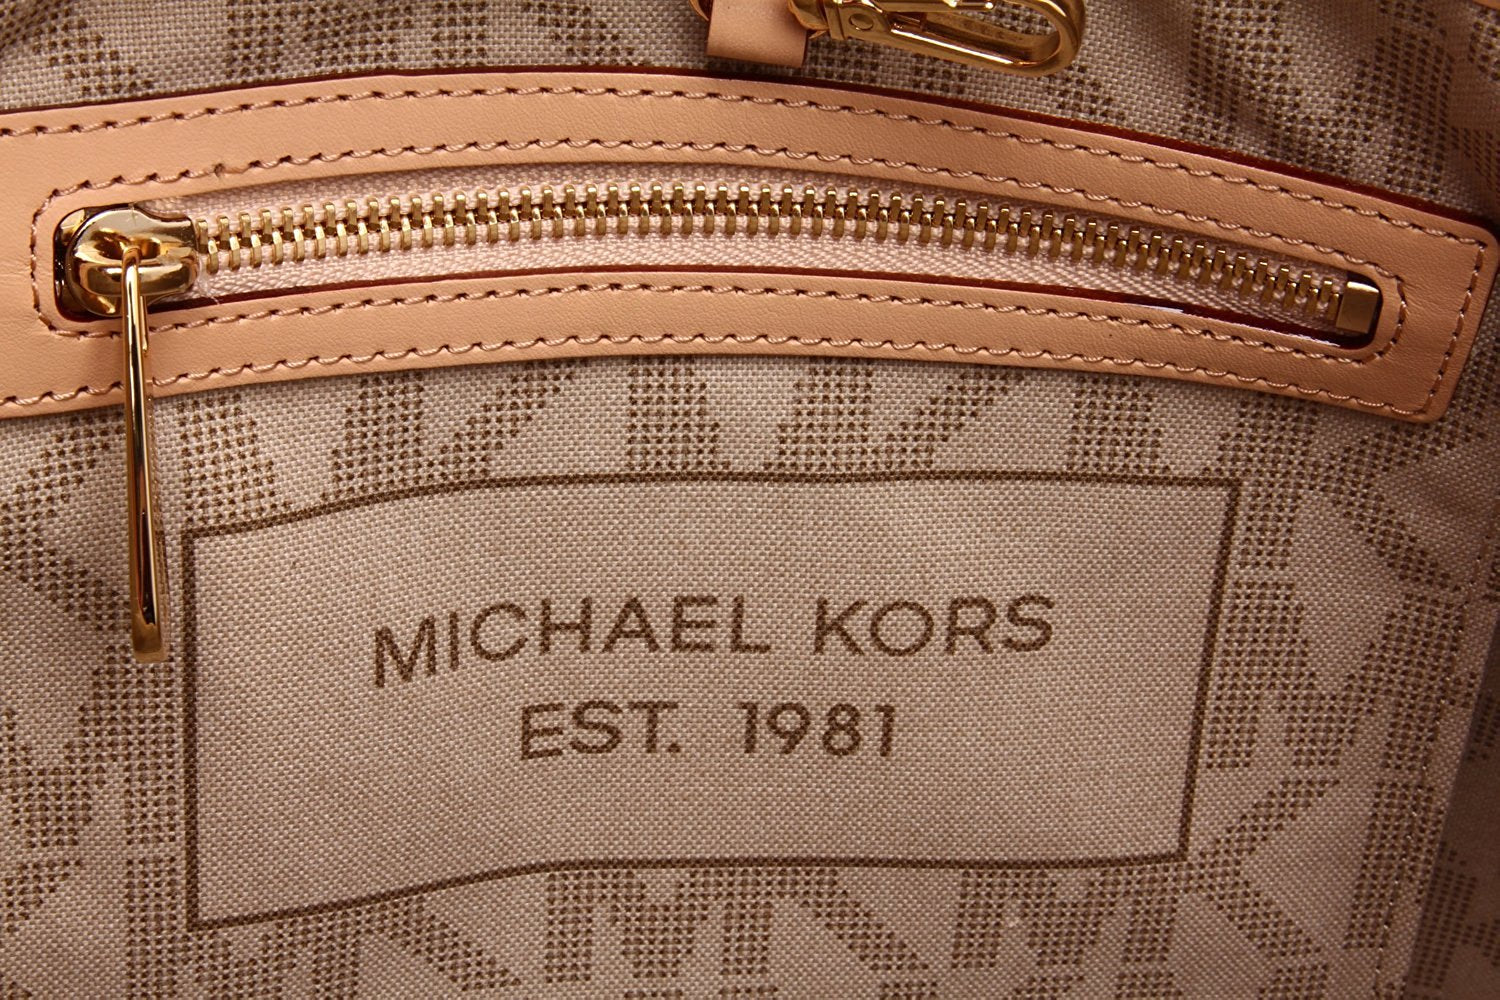 MICHAEL KORS
EST. 1981